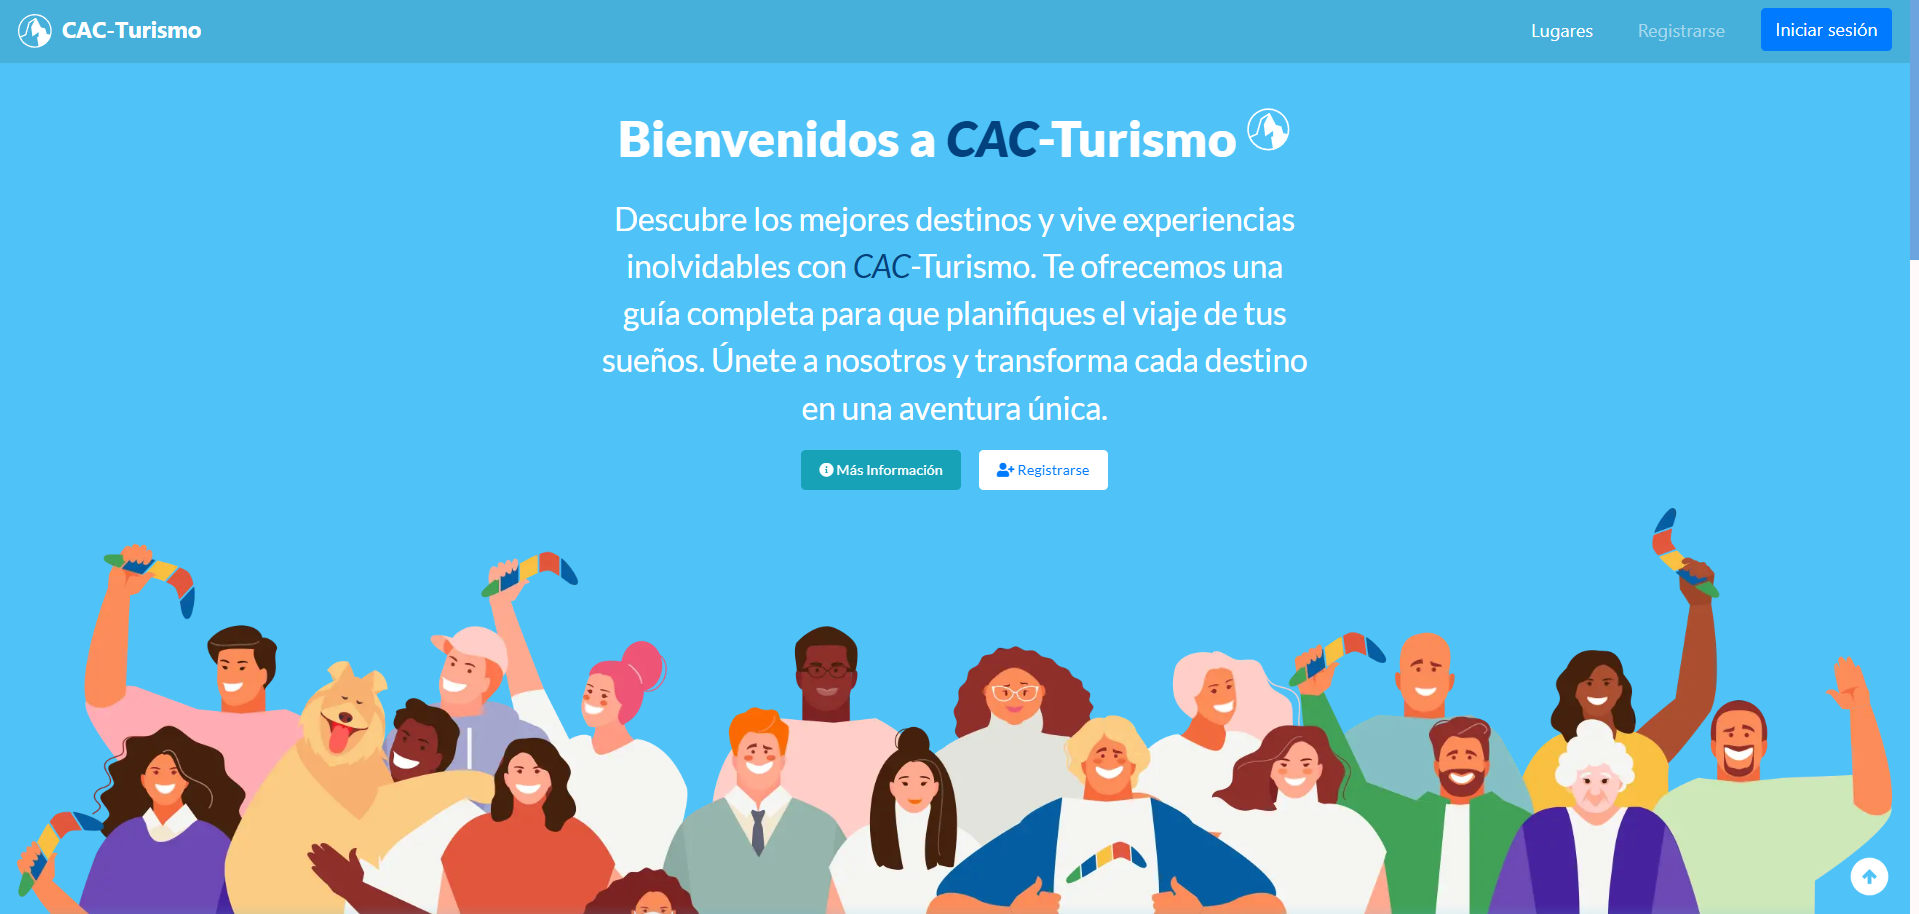 CAC-Turismo
Lugares
Registrarse
Iniciar sesión
Bienvenidos a CAC-Turismo
Descubre los mejores destinos y vive experiencias
inolvidables con CAC-Turismo. Te ofrecemos una
guía completa para que planifiques el viaje de tus
sueños. Únete a nosotros y transforma cada destino
en una aventura única.
Más Información
Registrarse